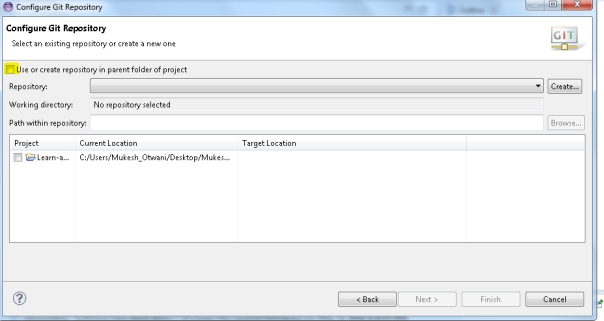 Configure Git Repository
Configure Git Repository
Select an existing repository or create a new one
GIT
Use or create repository in parent folder of project
Repository: Create...
Working directory: No repository selected
Path within repository: Browse...
Project Current Location Target Location
Learn-a... C:/Users/Mukesh_Otwani/Desktop/Mukes...
< Back Next > Finish Cancel